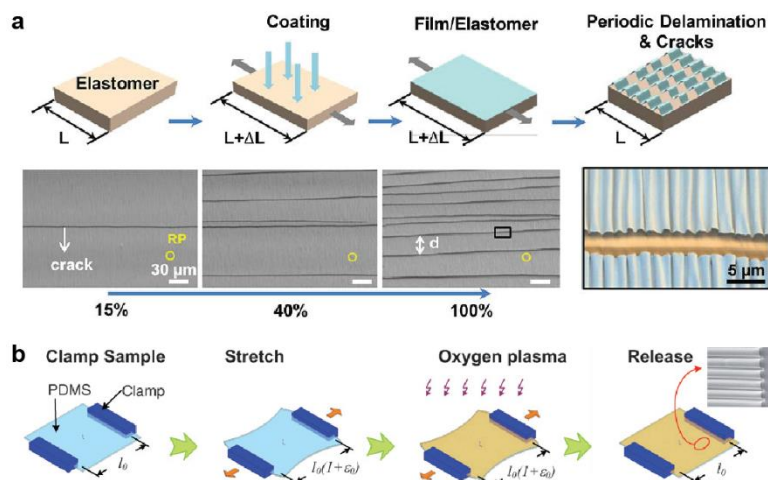 a
Coating
Film/Elastomer
Periodic Delamination
& Cracks
Elastomer
L
L+ΔL
L+ΔL
L
crack
RP
30 μm
d
5 μm
15%
40%
100%
b
Clamp Sample
Stretch
Oxygen plasma
Release
PDMS
Clamp
l₀
l₀(1+ε₀)
l₀(1+ε₀)
l₀